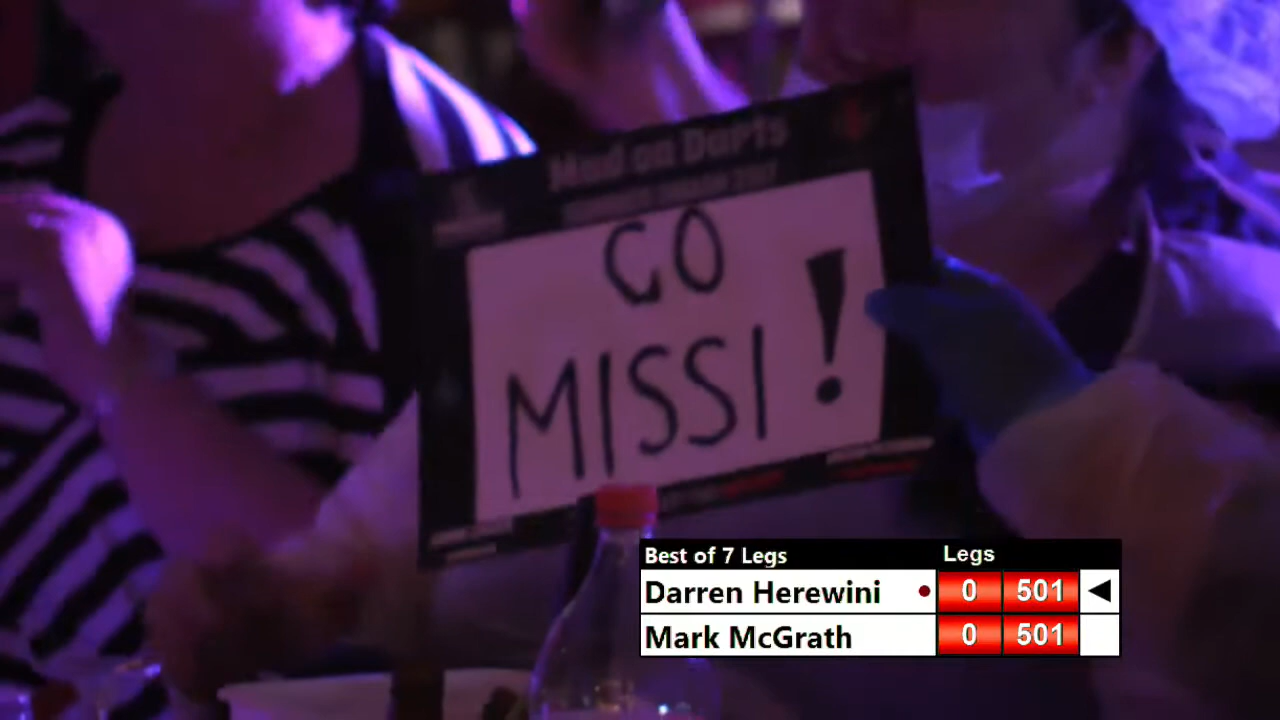 Mad on Darts
GO
MISSI!
Best of 7 Legs Legs
Darren Herewini 0 501
Mark McGrath 0 501